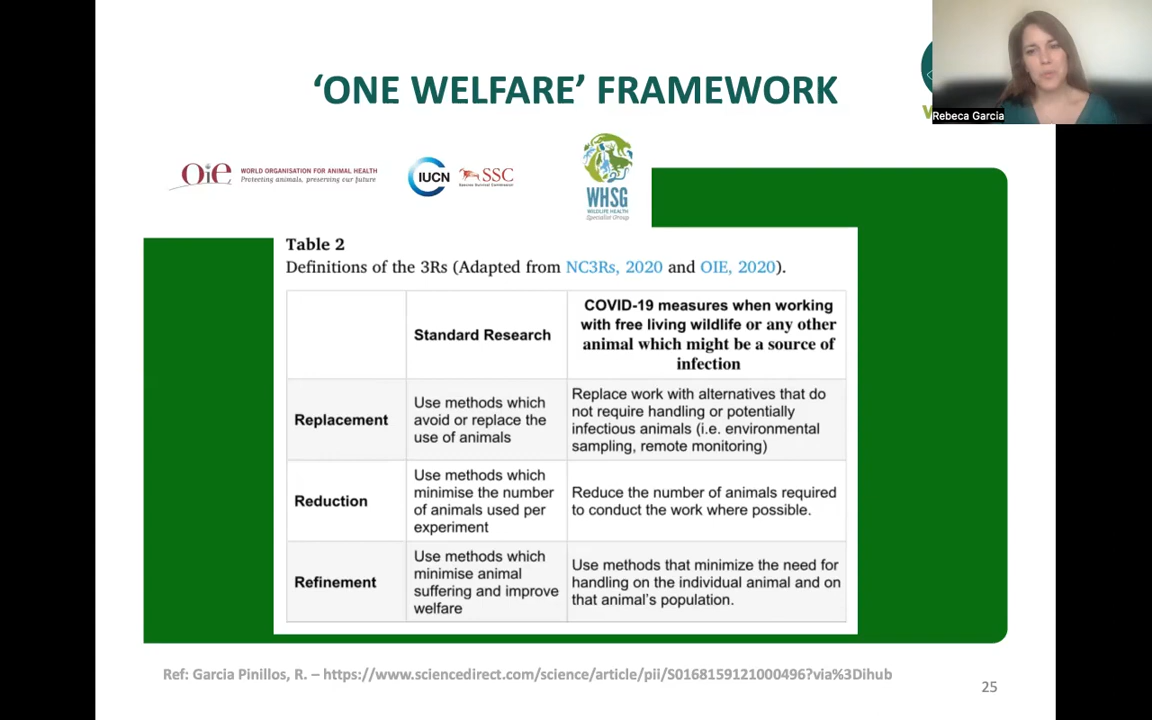 ‘ONE WELFARE’ FRAMEWORK
Rebeca Garcia
Oie
WORLD ORGANISATION FOR ANIMAL HEALTH
Protecting animals, preserving our future
IUCN
SSC
Species Survival Commission
WHSG
WILDLIFE HEALTH
Specialist Group
Table 2
Definitions of the 3Rs (Adapted from NC3Rs, 2020 and OIE, 2020).
Standard Research
COVID-19 measures when working
with free living wildlife or any other
animal which might be a source of
infection
Replacement
Use methods which
avoid or replace the
use of animals
Replace work with alternatives that do
not require handling or potentially
infectious animals (i.e. environmental
sampling, remote monitoring)
Reduction
Use methods which
minimise the number
of animals used per
experiment
Reduce the number of animals required
to conduct the work where possible.
Refinement
Use methods which
minimise animal
suffering and improve
welfare
Use methods that minimize the need for
handling on the individual animal and on
that animal’s population.
Ref: Garcia Pinillos, R. – https://www.sciencedirect.com/science/article/pii/S0168159121000496?via%3Dihub
25